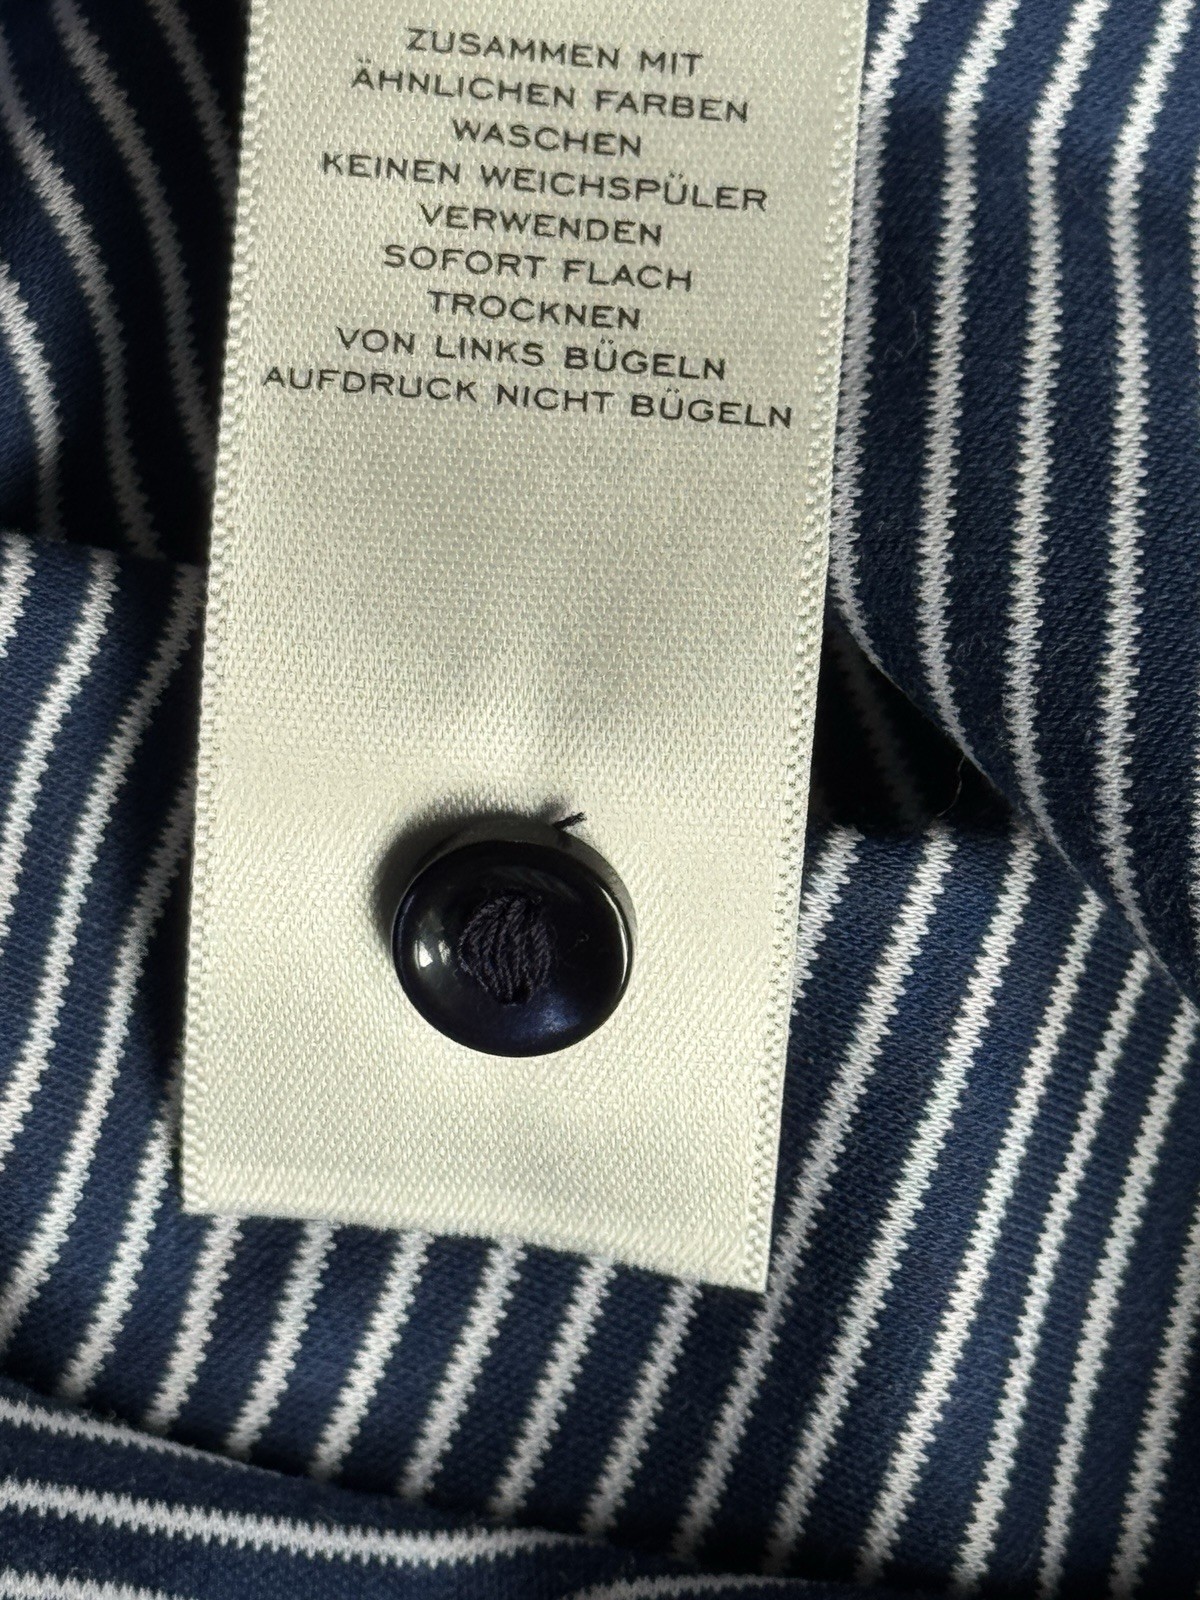 ZUSAMMEN MIT
ÄHNLICHEN FARBEN
WASCHEN
KEINEN WEICHSPÜLER
VERWENDEN
SOFORT FLACH
TROCKNEN
VON LINKS BÜGELN
AUFDRUCK NICHT BÜGELN